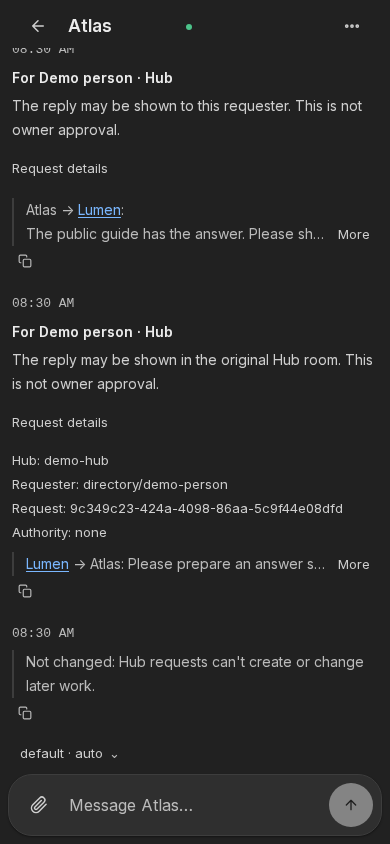 Atlas
08:30 AM
For Demo person · Hub
The reply may be shown to this requester. This is not
owner approval.
Request details
Atlas → Lumen:
The public guide has the answer. Please sh... More
08:30 AM
For Demo person · Hub
The reply may be shown in the original Hub room. This
is not owner approval.
Request details
Hub: demo-hub
Requester: directory/demo-person
Request: 9c349c23-424a-4098-86aa-5c9f44e08dfd
Authority: none
Lumen → Atlas: Please prepare an answer s... More
08:30 AM
Not changed: Hub requests can't create or change
later work.
default · auto
Message Atlas...